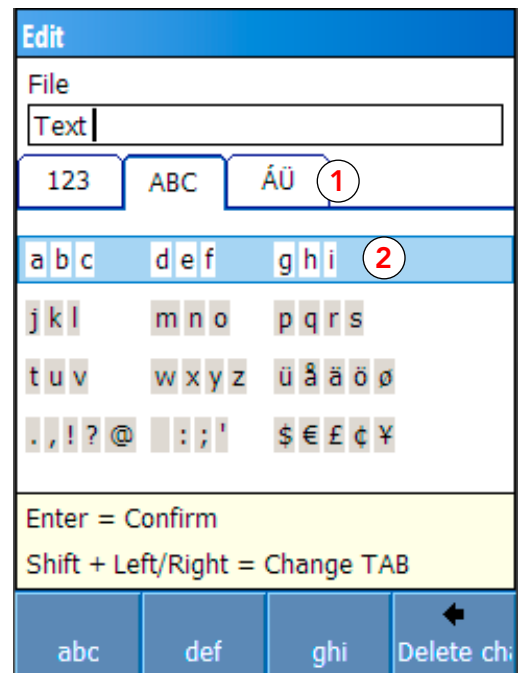 Edit
File
Text
123 ABC ÁÜ 1
a b c d e f g h i 2
j k l m n o p q r s
t u v w x y z ü å ä ö ø
. , ! ? @ : ; ' $ € £ ¢ ¥
Enter = Confirm
Shift + Left/Right = Change TAB
abc def ghi Delete cha